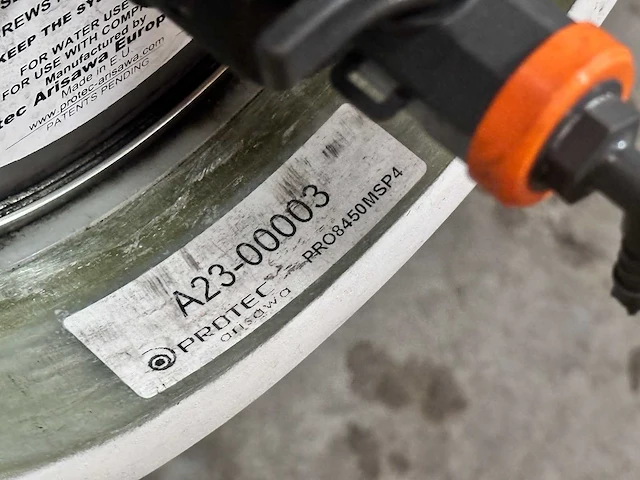 REWS
KEEP THE SY
FOR WATER USE
FOR USE WITH COMP
Manufactured by
tec Arisawa Europ
Made in E.U.
www.protec-arisawa.com
PATENTS PENDING
A23-00003
PROTEC
arisawa
PRO8450MSP4